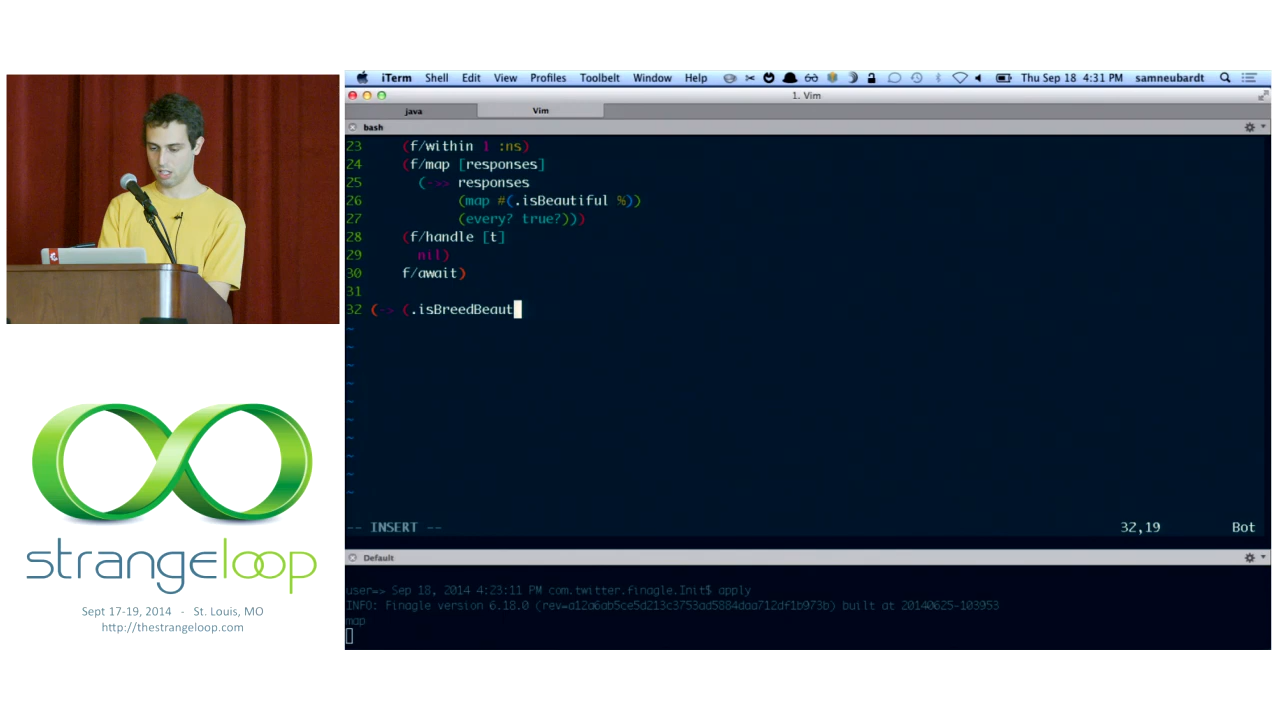 iTerm Shell Edit View Profiles Toolbelt Window Help Thu Sep 18 4:31 PM samneubardt
1. Vim
java Vim
bash
23 (f/within 1 :ns)
24 (f/map [responses]
25 (->> responses
26 (map #(.isBeautiful %))
27 (every? true?)))
28 (f/handle [t]
29 nil)
30 f/await)
31
32 (-> (.isBreedBeaut
~
~
~
~
~
~
~
~
~
~
-- INSERT -- 32,19 Bot
Default
user=> Sep 18, 2014 4:23:11 PM com.twitter.finagle.Init$ apply
INFO: Finagle version 6.18.0 (rev=a12a6ab5ce5d213c3753ad5884daa712df1b973b) built at 20140625-103953
map
strangeloop
Sept 17-19, 2014 - St. Louis, MO
http://thestrangeloop.com